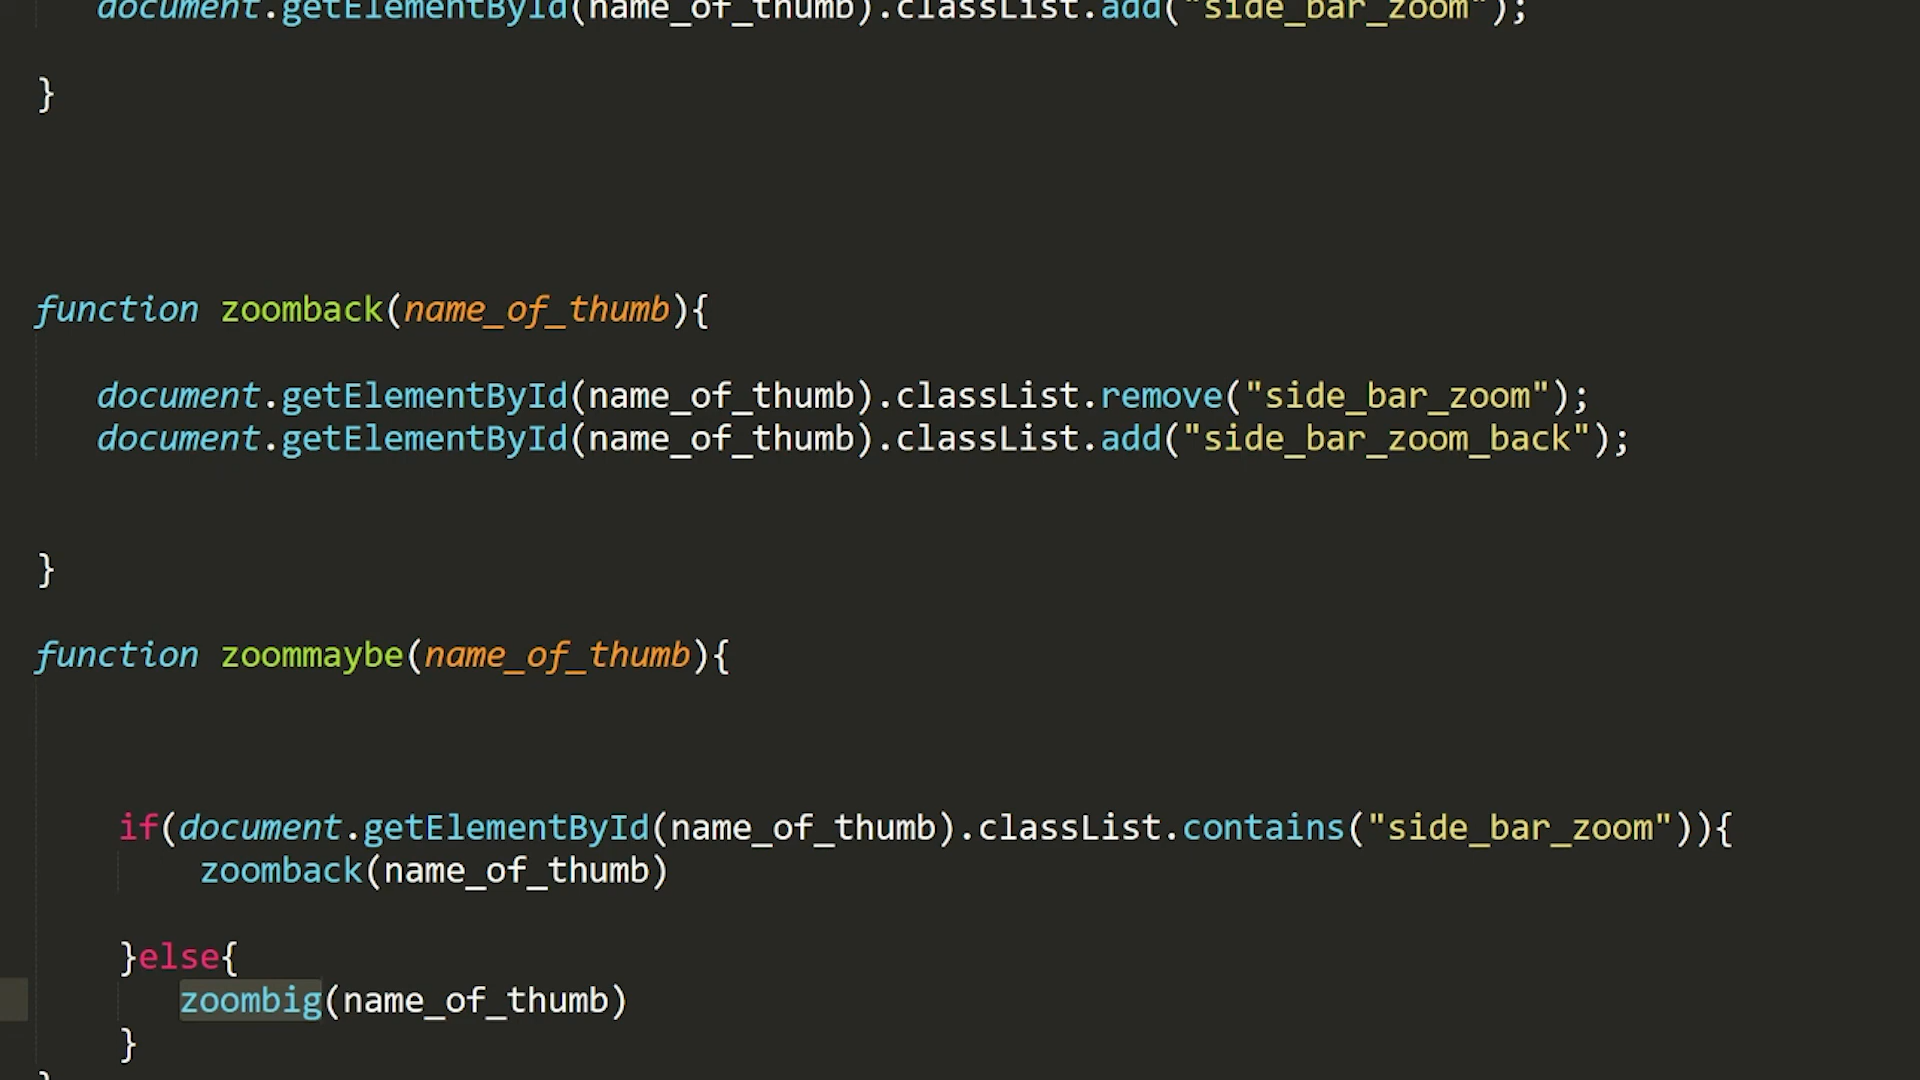 document.getElementById(name_of_thumb).classList.add("side_bar_zoom");
}
function zoomback(name_of_thumb){
document.getElementById(name_of_thumb).classList.remove("side_bar_zoom");
document.getElementById(name_of_thumb).classList.add("side_bar_zoom_back");
}
function zoommaybe(name_of_thumb){
if(document.getElementById(name_of_thumb).classList.contains("side_bar_zoom")){
zoomback(name_of_thumb)
}else{
zoombig(name_of_thumb)
}
}